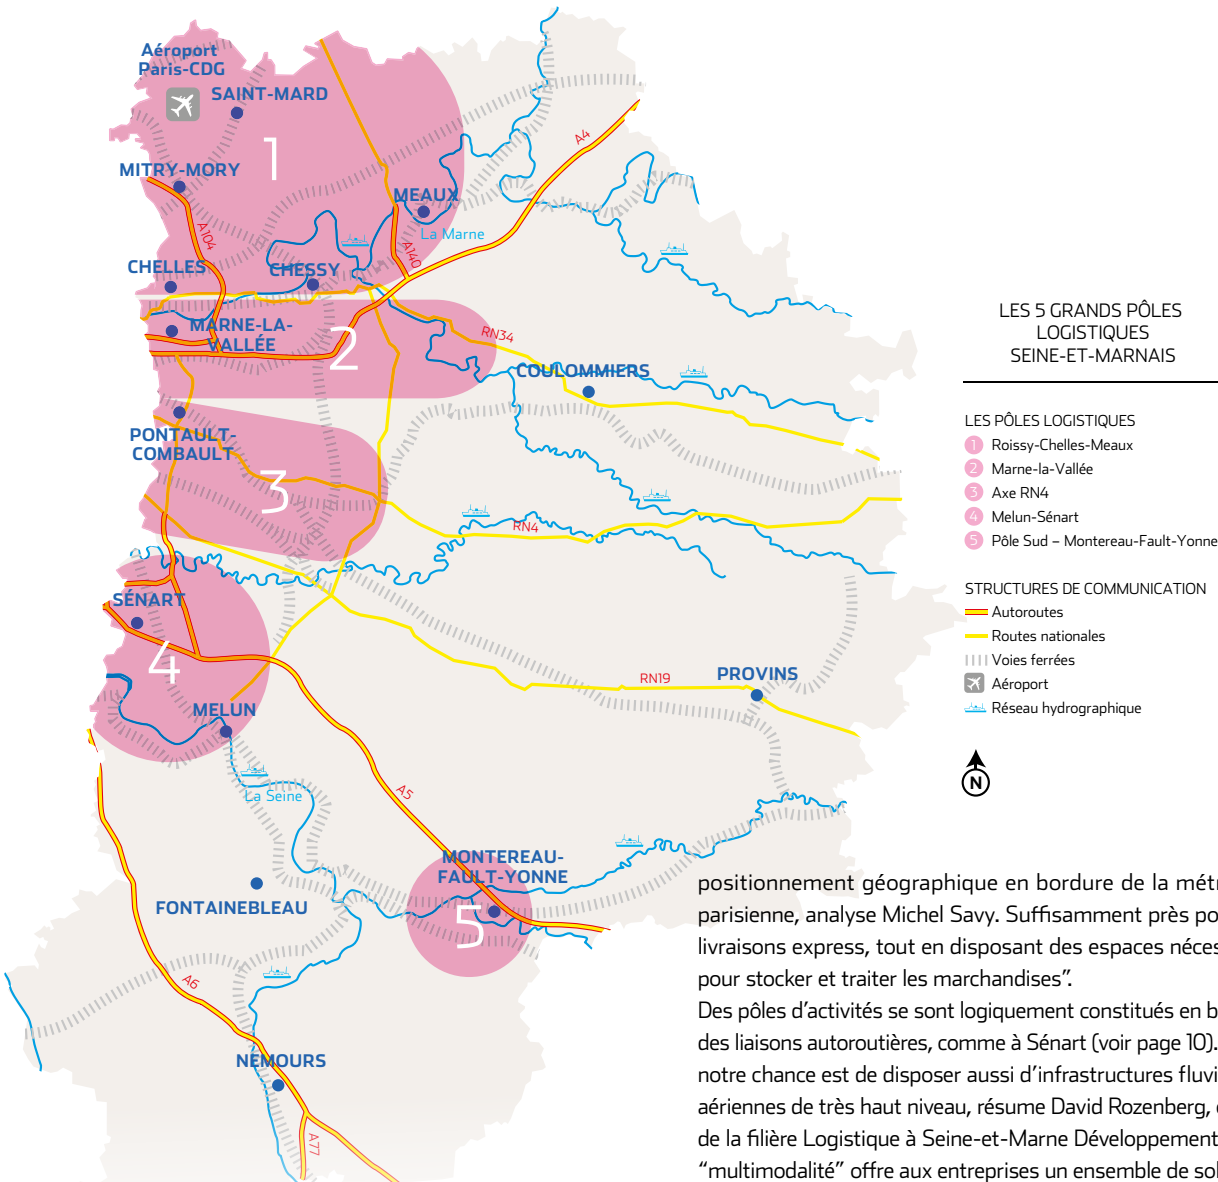 Aéroport
Paris-CDG
SAINT-MARD
1
MITRY-MORY
A4
MEAUX
La Marne
A104
A140
CHELLES
CHESSY
MARNE-LA-
VALLÉE
2
RN34
COULOMMIERS
PONTAULT-
COMBAULT
3
RN4
SÉNART
4
MELUN
RN19
PROVINS
La Seine
A5
MONTEREAU-
FAULT-YONNE
5
FONTAINEBLEAU
A6
NEMOURS
A77
LES 5 GRANDS PÔLES
LOGISTIQUES
SEINE-ET-MARNAIS
LES PÔLES LOGISTIQUES
1 Roissy-Chelles-Meaux
2 Marne-la-Vallée
3 Axe RN4
4 Melun-Sénart
5 Pôle Sud – Montereau-Fault-Yonne
STRUCTURES DE COMMUNICATION
Autoroutes
Routes nationales
Voies ferrées
Aéroport
Réseau hydrographique
N
positionnement géographique en bordure de la métr
parisienne, analyse Michel Savy. Suffisamment près po
livraisons express, tout en disposant des espaces néces
pour stocker et traiter les marchandises”.
Des pôles d’activités se sont logiquement constitués en b
des liaisons autoroutières, comme à Sénart (voir page 10).
notre chance est de disposer aussi d’infrastructures fluvi
aériennes de très haut niveau, résume David Rozenberg,
de la filière Logistique à Seine-et-Marne Développement
“multimodalité” offre aux entreprises un ensemble de sol